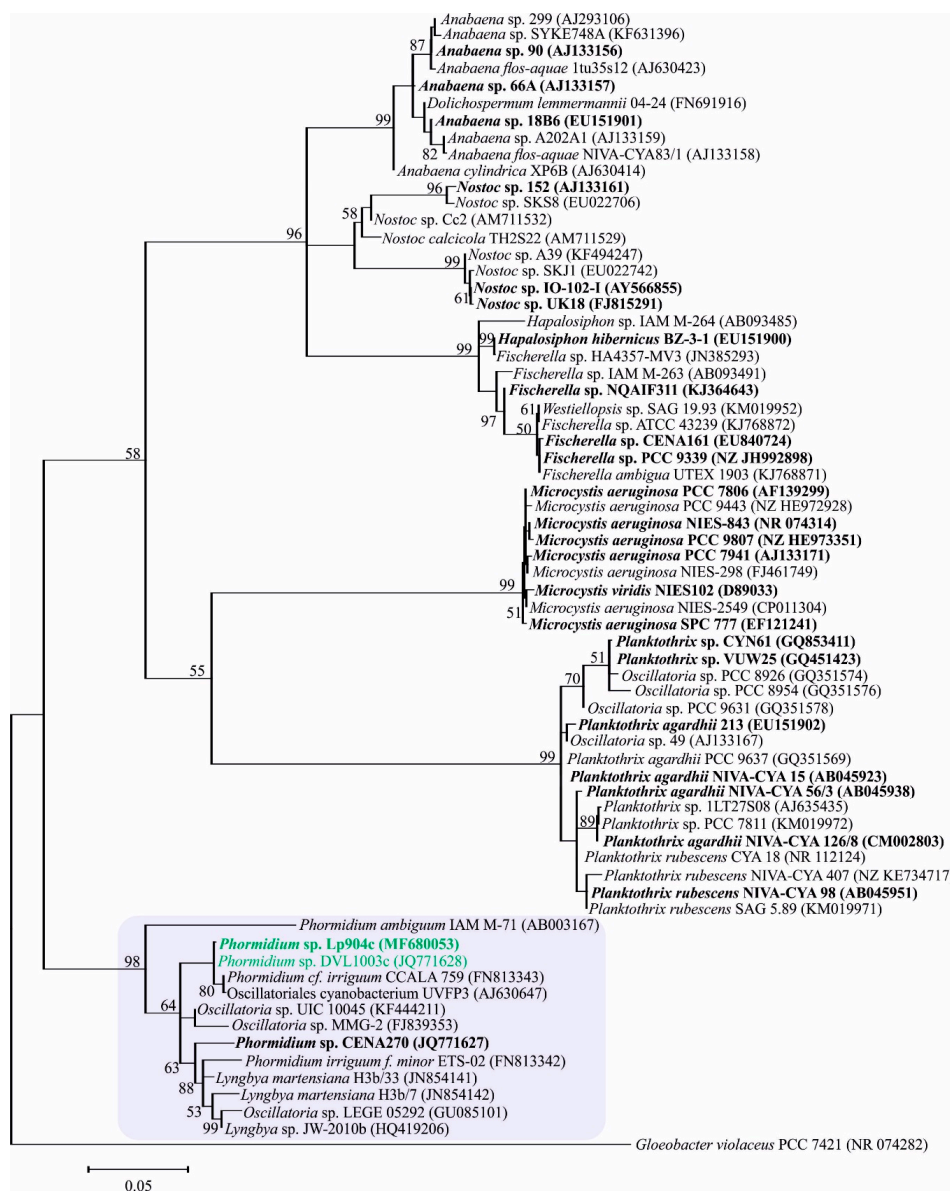 Anabaena sp. 299 (AJ293106)
Anabaena sp. SYKE748A (KF631396)
87
Anabaena sp. 90 (AJ133156)
Anabaena flos-aquae 1tu35s12 (AJ630423)
Anabaena sp. 66A (AJ133157)
Dolichospermum lemmermannii 04-24 (FN691916)
99
Anabaena sp. 18B6 (EU151901)
Anabaena sp. A202A1 (AJ133159)
82
Anabaena flos-aquae NIVA-CYA83/1 (AJ133158)
Anabaena cylindrica XP6B (AJ630414)
96
Nostoc sp. 152 (AJ133161)
Nostoc sp. SKS8 (EU022706)
58
Nostoc sp. Cc2 (AM711532)
96
Nostoc calcicola TH2S22 (AM711529)
Nostoc sp. A39 (KF494247)
99
Nostoc sp. SKJ1 (EU022742)
Nostoc sp. IO-102-I (AY566855)
61
Nostoc sp. UK18 (FJ815291)
Hapalosiphon sp. IAM M-264 (AB093485)
99
Hapalosiphon hibernicus BZ-3-1 (EU151900)
99
Fischerella sp. HA4357-MV3 (JN385293)
Fischerella sp. IAM M-263 (AB093491)
Fischerella sp. NQAIF311 (KJ364643)
61
Westiellopsis sp. SAG 19.93 (KM019952)
97
Fischerella sp. ATCC 43239 (KJ768872)
50
Fischerella sp. CENA161 (EU840724)
58
Fischerella sp. PCC 9339 (NZ JH992898)
Fischerella ambigua UTEX 1903 (KJ768871)
Microcystis aeruginosa PCC 7806 (AF139299)
Microcystis aeruginosa PCC 9443 (NZ HE972928)
Microcystis aeruginosa NIES-843 (NR 074314)
Microcystis aeruginosa PCC 9807 (NZ HE973351)
Microcystis aeruginosa PCC 7941 (AJ133171)
Microcystis aeruginosa NIES-298 (FJ461749)
99
Microcystis viridis NIES102 (D89033)
Microcystis aeruginosa NIES-2549 (CP011304)
51
Microcystis aeruginosa SPC 777 (EF121241)
Planktothrix sp. CYN61 (GQ853411)
51
Planktothrix sp. VUW25 (GQ451423)
55
Oscillatoria sp. PCC 8926 (GQ351574)
70
Oscillatoria sp. PCC 8954 (GQ351576)
Oscillatoria sp. PCC 9631 (GQ351578)
Planktothrix agardhii 213 (EU151902)
Oscillatoria sp. 49 (AJ133167)
99
Planktothrix agardhii PCC 9637 (GQ351569)
Planktothrix agardhii NIVA-CYA 15 (AB045923)
Planktothrix agardhii NIVA-CYA 56/3 (AB045938)
Planktothrix sp. 1LT27S08 (AJ635435)
89
Planktothrix sp. PCC 7811 (KM019972)
Planktothrix agardhii NIVA-CYA 126/8 (CM002803)
Planktothrix rubescens CYA 18 (NR 112124)
Planktothrix rubescens NIVA-CYA 407 (NZ KE734717
Planktothrix rubescens NIVA-CYA 98 (AB045951)
Planktothrix rubescens SAG 5.89 (KM019971)
Phormidium ambiguum IAM M-71 (AB003167)
Phormidium sp. Lp904c (MF680053)
98
Phormidium sp. DVL1003c (JQ771628)
Phormidium cf. irriguum CCALA 759 (FN813343)
80
Oscillatoriales cyanobacterium UVFP3 (AJ630647)
64
Oscillatoria sp. UIC 10045 (KF444211)
Oscillatoria sp. MMG-2 (FJ839353)
Phormidium sp. CENA270 (JQ771627)
63
Phormidium irriguum f. minor ETS-02 (FN813342)
Lyngbya martensiana H3b/33 (JN854141)
88
Lyngbya martensiana H3b/7 (JN854142)
53
Oscillatoria sp. LEGE 05292 (GU085101)
99
Lyngbya sp. JW-2010b (HQ419206)
Gloeobacter violaceus PCC 7421 (NR 074282)
0.05